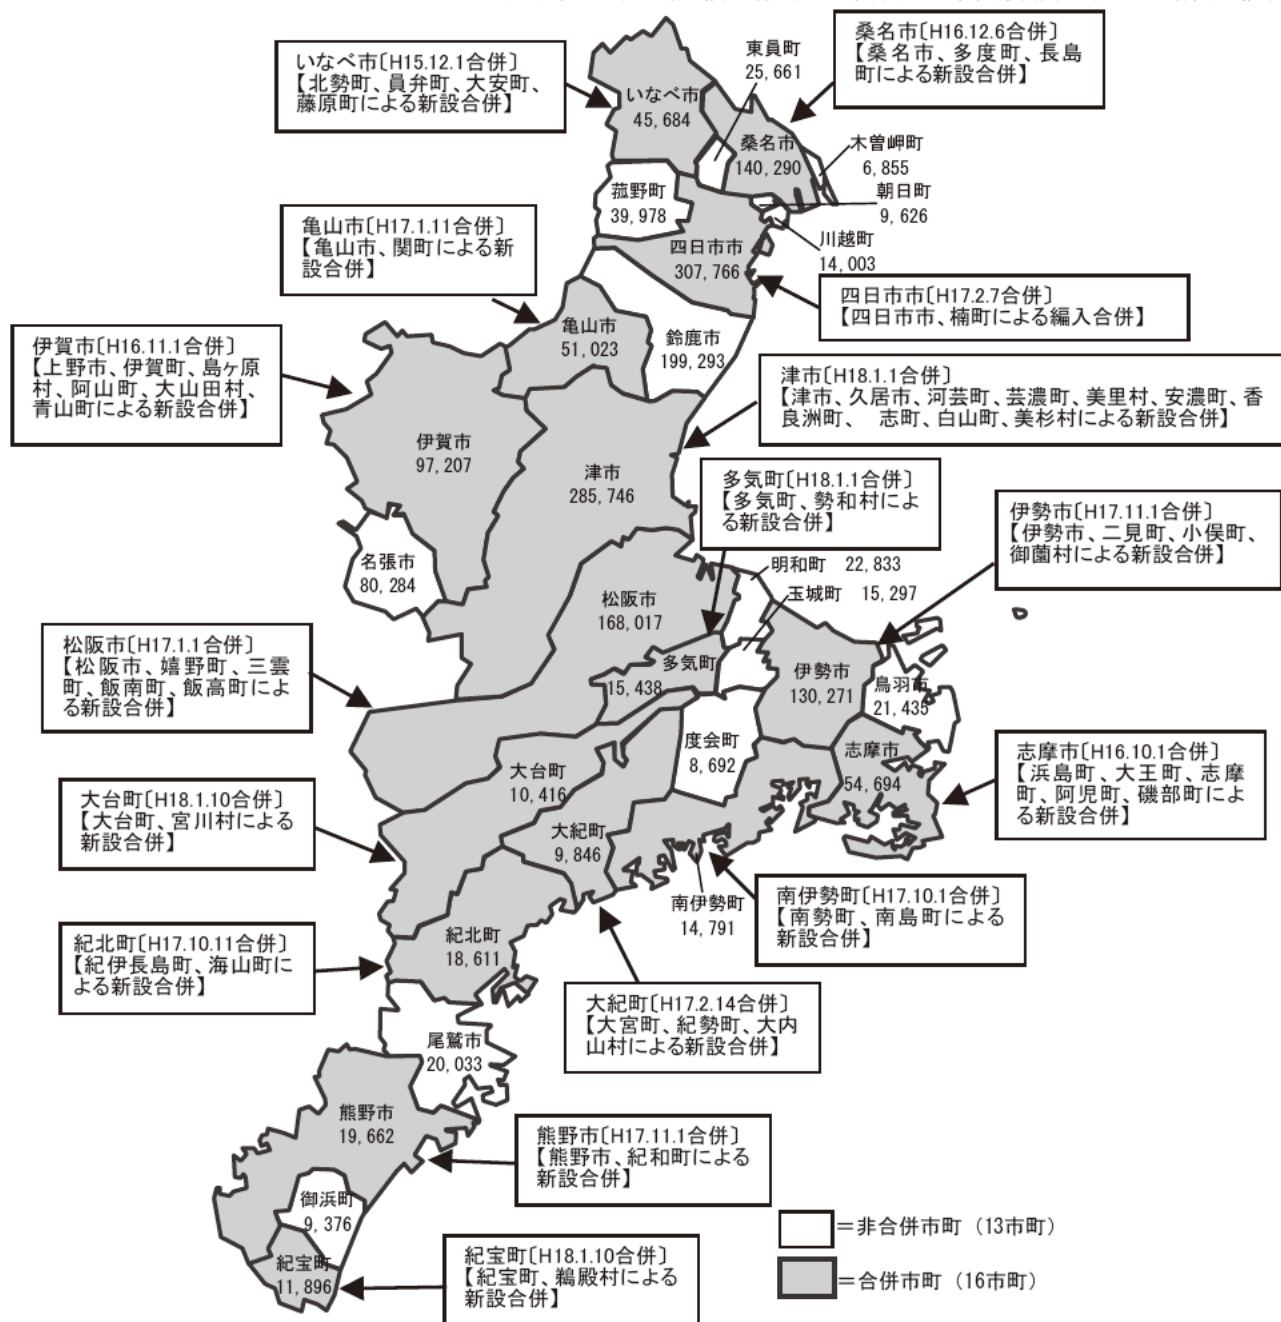 いなべ市〔H15.12.1合併〕
【北勢町、員弁町、大安町、
藤原町による新設合併】
桑名市〔H16.12.6合併〕
【桑名市、多度町、長島
町による新設合併】
東員町
25,661
いなべ市
45,684
桑名市
140,290
木曽岬町
6,855
朝日町
9,626
菰野町
39,978
川越町
14,003
四日市市
307,766
亀山市〔H17.1.11合併〕
【亀山市、関町による新
設合併】
四日市市〔H17.2.7合併〕
【四日市市、楠町による編入合併】
亀山市
51,023
鈴鹿市
199,293
伊賀市〔H16.11.1合併〕
【上野市、伊賀町、島ヶ原
村、阿山町、大山田村、
青山町による新設合併】
津市〔H18.1.1合併〕
【津市、久居市、河芸町、芸濃町、美里村、安濃町、香
良洲町、　志町、白山町、美杉村による新設合併】
伊賀市
97,207
津市
285,746
多気町〔H18.1.1合併〕
【多気町、勢和村によ
る新設合併】
伊勢市〔H17.11.1合併〕
【伊勢市、二見町、小俣町、
御薗村による新設合併】
名張市
80,284
明和町　22,833
玉城町　15,297
松阪市
168,017
松阪市〔H17.1.1合併〕
【松阪市、嬉野町、三雲
町、飯南町、飯高町によ
る新設合併】
多気町
15,438
伊勢市
130,271
鳥羽市
21,435
度会町
8,692
志摩市
54,694
志摩市〔H16.10.1合併〕
【浜島町、大王町、志摩
町、阿児町、磯部町によ
る新設合併】
大台町
10,416
大台町〔H18.1.10合併〕
【大台町、宮川村による
新設合併】
大紀町
9,846
南伊勢町
14,791
南伊勢町〔H17.10.1合併〕
【南勢町、南島町による
新設合併】
紀北町〔H17.10.11合併〕
【紀伊長島町、海山町に
よる新設合併】
紀北町
18,611
大紀町〔H17.2.14合併〕
【大宮町、紀勢町、大内
山村による新設合併】
尾鷲市
20,033
熊野市
19,662
熊野市〔H17.11.1合併〕
【熊野市、紀和町による
新設合併】
御浜町
9,376
紀宝町
11,896
紀宝町〔H18.1.10合併〕
【紀宝町、鵜殿村による
新設合併】
＝非合併市町（13市町）
＝合併市町（16市町）